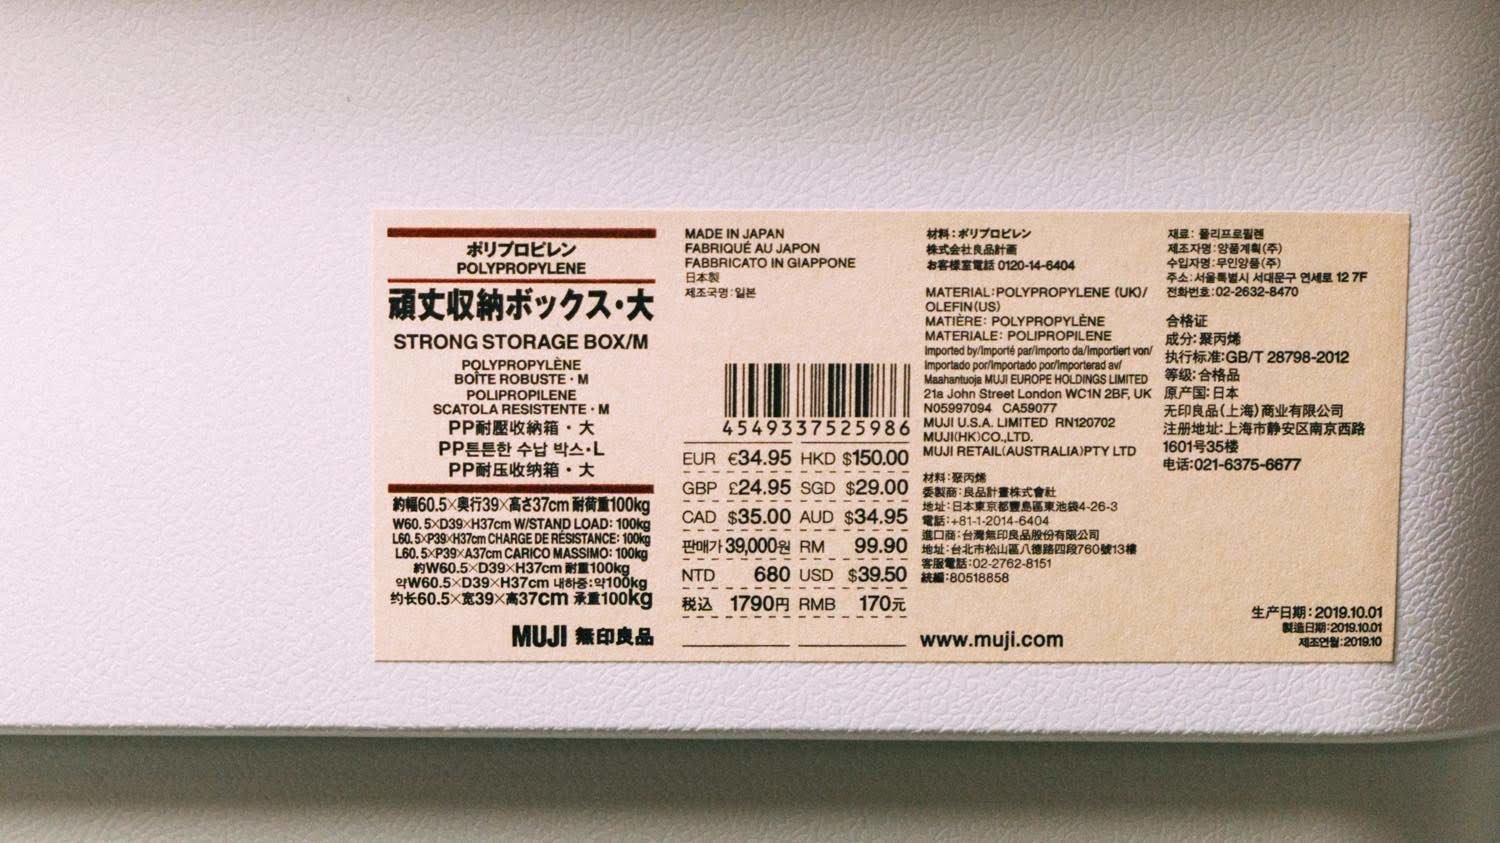 ポリプロピレン
POLYPROPYLENE
頑丈収納ボックス・大
STRONG STORAGE BOX/M
POLYPROPYLÈNE
BOÎTE ROBUSTE・M
POLIPROPILENE
SCATOLA RESISTENTE・M
PP耐壓收納箱・大
PP튼튼한 수납 박스・L
PP耐压收纳箱・大
約幅60.5×奥行39×高さ37cm 耐荷重100kg
W60.5×D39×H37cm W/STAND LOAD: 100kg
L60.5×P39×H37cm CHARGE DE RÉSISTANCE: 100kg
L60.5×P39×A37cm CARICO MASSIMO: 100kg
約W60.5×D39×H37cm 耐重100kg
약W60.5×D39×H37cm 내하중:약100kg
约长60.5×宽39×高37cm 承重100kg
MUJI 無印良品
MADE IN JAPAN
FABRIQUÉ AU JAPON
FABBRICATO IN GIAPPONE
日本製
제조국명:일본
4549337525986
EUR €34.95 HKD $150.00
GBP £24.95 SGD $29.00
CAD $35.00 AUD $34.95
판매가 39,000원 RM 99.90
NTD 680 USD $39.50
税込 1790円 RMB 170元
材料:ポリプロピレン
株式会社良品計画
お客様室電話 0120-14-6404
MATERIAL:POLYPROPYLENE (UK)/
OLEFIN(US)
MATIÈRE: POLYPROPYLÈNE
MATERIALE: POLIPROPILENE
Imported by/Importé par/Importo da/Importiert von/
Importado por/Importado por/Importerad av/
Maahantuoja MUJI EUROPE HOLDINGS LIMITED
21a John Street London WC1N 2BF, UK
N05997094 CA59077
MUJI U.S.A. LIMITED RN120702
MUJI(HK)CO.,LTD.
MUJI RETAIL(AUSTRALIA)PTY LTD
材料:聚丙烯
委製商:良品計畫株式會社
地址:日本東京都豐島區東池袋4-26-3
電話:+81-1-2014-6404
進口商:台灣無印良品股份有限公司
地址:台北市松山區八德路四段760號13樓
客服電話:02-2762-8151
統編:80518858
www.muji.com
재료: 폴리프로필렌
제조자명:양품계획(주)
수입자명:무인양품(주)
주소:서울특별시 서대문구 연세로 12 7F
전화번호:02-2632-8470
合格证
成分:聚丙烯
执行标准:GB/T 28798-2012
等级:合格品
原产国:日本
无印良品(上海)商业有限公司
注册地址:上海市静安区南京西路
1601号35楼
电话:021-6375-6677
生产日期:2019.10.01
製造日期:2019.10.01
제조연월:2019.10